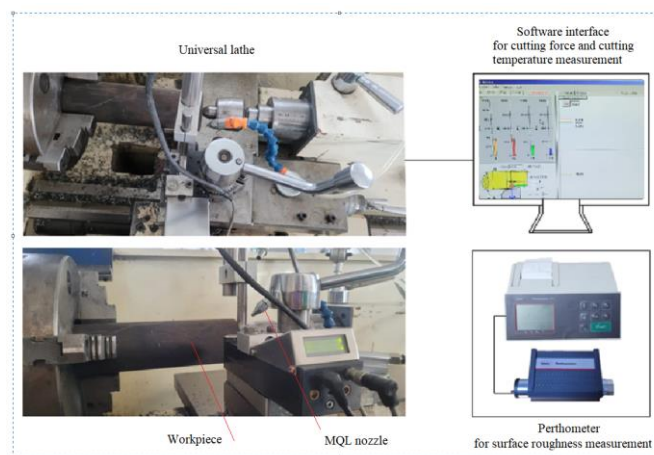 Universal lathe
Software interface
for cutting force and cutting
temperature measurement
Workpiece
MQL nozzle
Perthometer
for surface roughness measurement